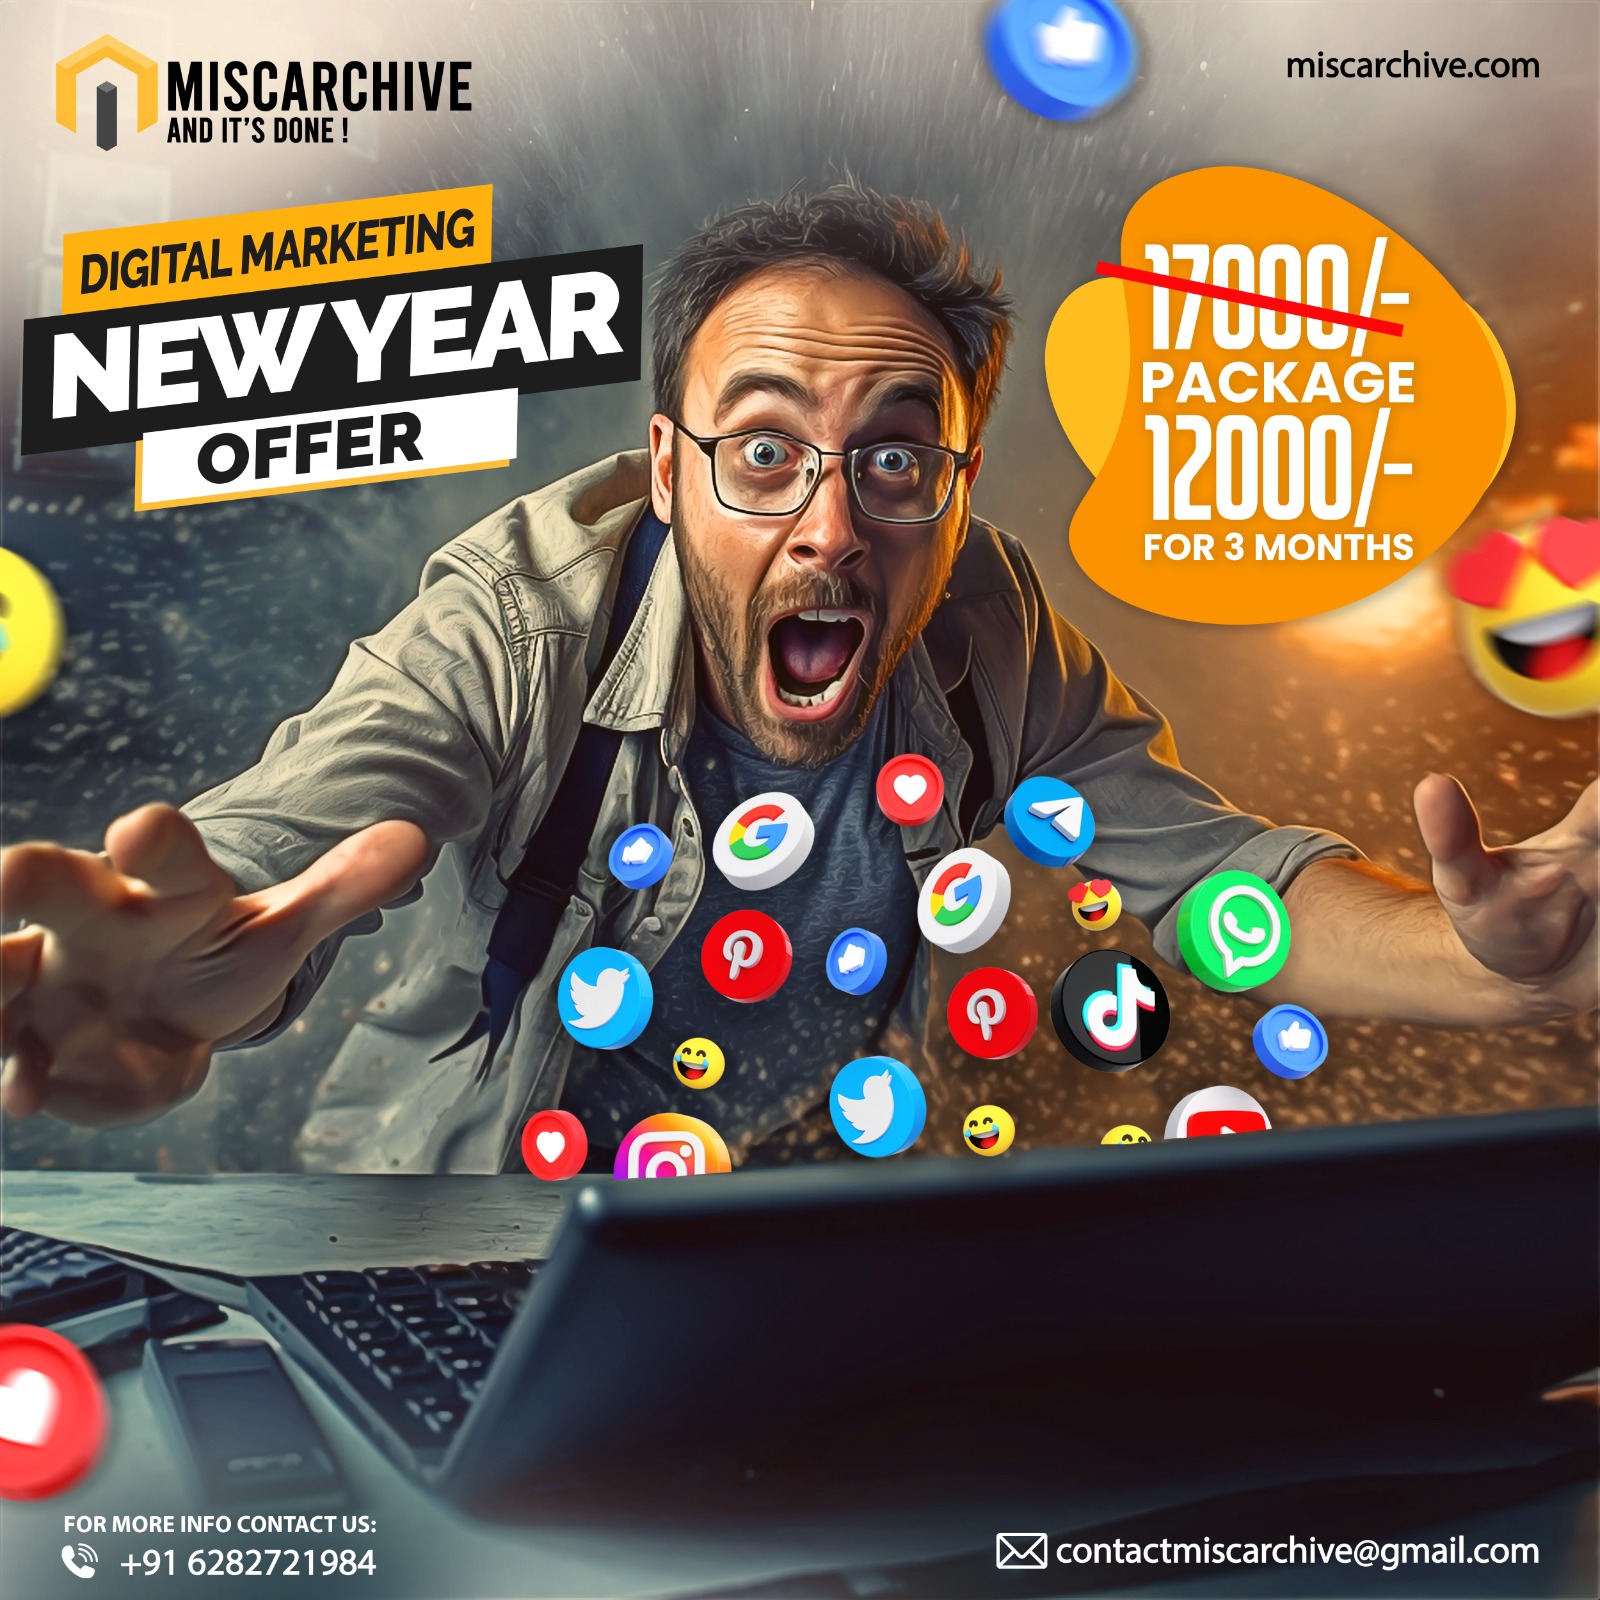 MISCARCHIVE
AND IT'S DONE !
miscarchive.com
DIGITAL MARKETING
NEW YEAR
OFFER
17000/-
PACKAGE
12000/-
FOR 3 MONTHS
FOR MORE INFO CONTACT US:
+91 6282721984
contactmiscarchive@gmail.com